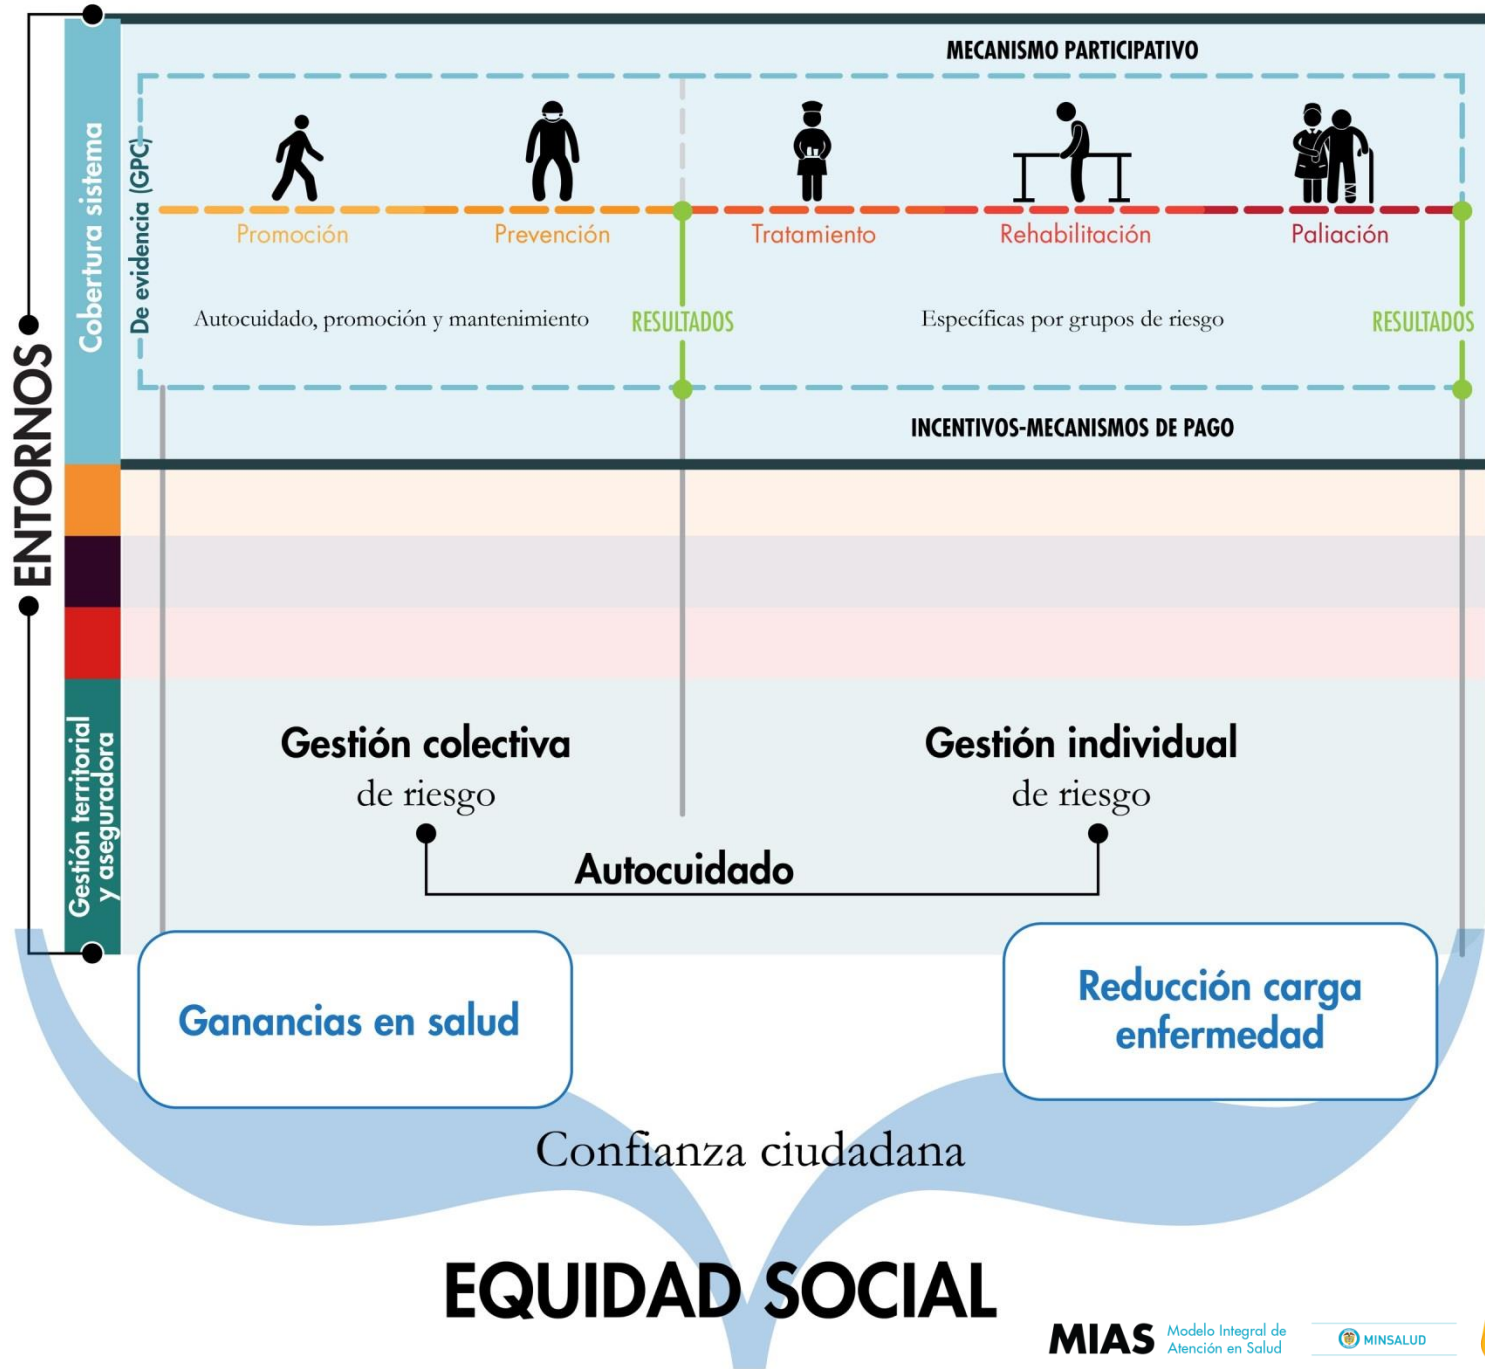 MECANISMO PARTICIPATIVO
ENTORNOS
Cobertura sistema
De evidencia (GPC)
Promoción
Prevención
Tratamiento
Rehabilitación
Paliación
Autocuidado, promoción y mantenimiento
RESULTADOS
Específicas por grupos de riesgo
RESULTADOS
INCENTIVOS-MECANISMOS DE PAGO
Gestión territorial
y aseguradora
Gestión colectiva
de riesgo
Gestión individual
de riesgo
Autocuidado
Ganancias en salud
Reducción carga
enfermedad
Confianza ciudadana
EQUIDAD SOCIAL
MIAS
Modelo Integral de
Atención en Salud
MINSALUD